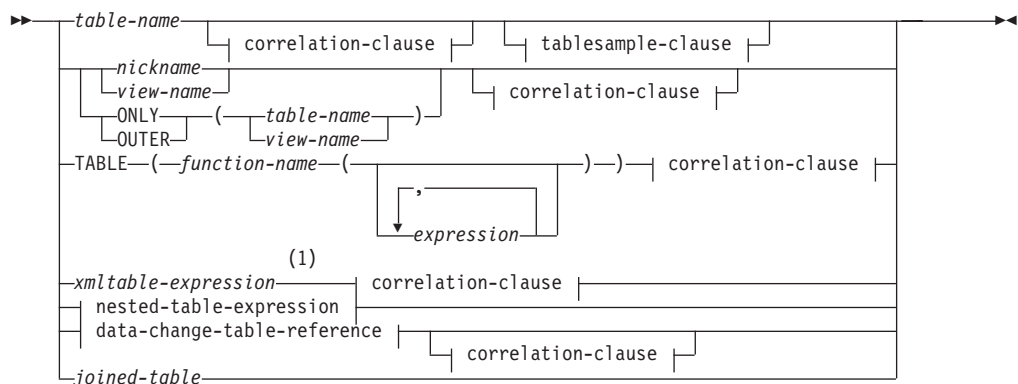 table-name
correlation-clause tablesample-clause
nickname
view-name correlation-clause
ONLY ( table-name )
OUTER view-name
TABLE ( function-name ( ) ) correlation-clause
,
expression
(1)
xmltable-expression correlation-clause
nested-table-expression
data-change-table-reference
correlation-clause
joined-table